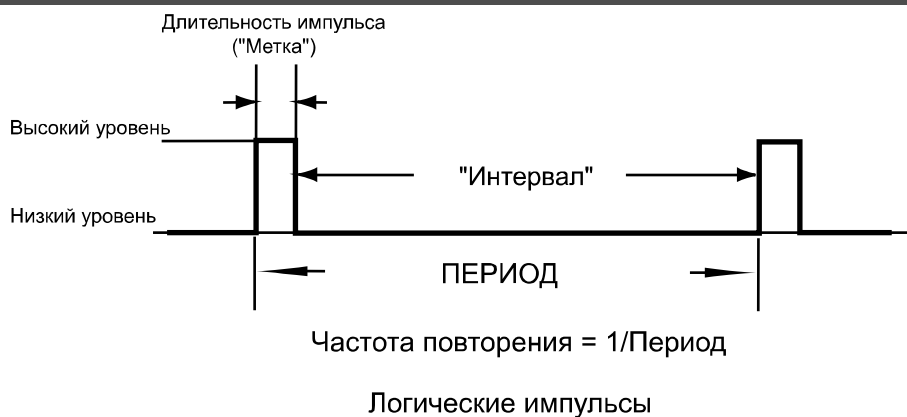 Длительность импульса
("Метка")
Высокий уровень
"Интервал"
Низкий уровень
ПЕРИОД
Частота повторения = 1/Период
Логические импульсы